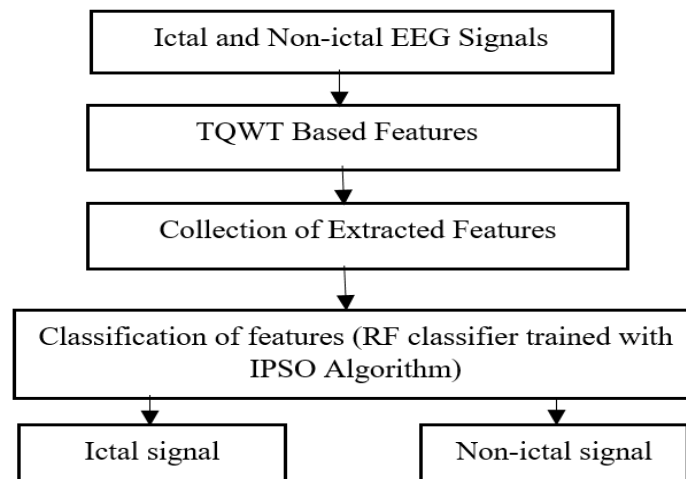 Ictal and Non-ictal EEG Signals
TQWT Based Features
Collection of Extracted Features
Classification of features (RF classifier trained with
IPSO Algorithm)
Ictal signal
Non-ictal signal